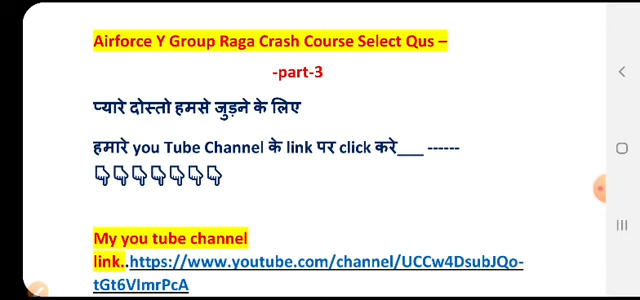 Airforce Y Group Raga Crash Course Select Qus –
-part-3
प्यारे दोस्तो हमसे जुड़ने के लिए
हमारे you Tube Channel के link पर click करे___ ------
👇👇👇👇👇👇👇
My you tube channel
link..https://www.youtube.com/channel/UCCw4DsubJQo-
tGt6VlmrPcA